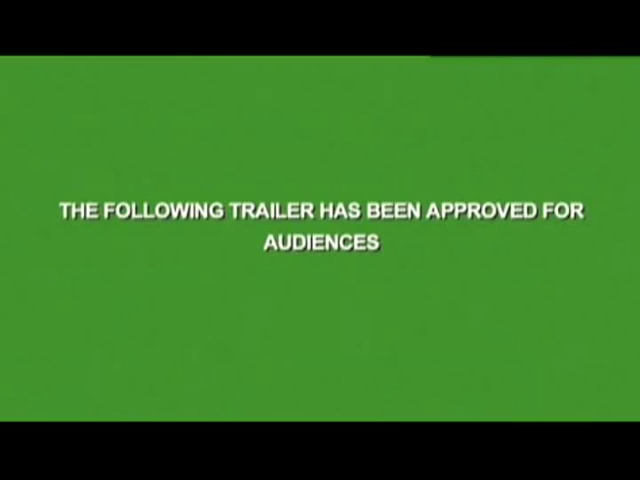 THE FOLLOWING TRAILER HAS BEEN APPROVED FOR
AUDIENCES